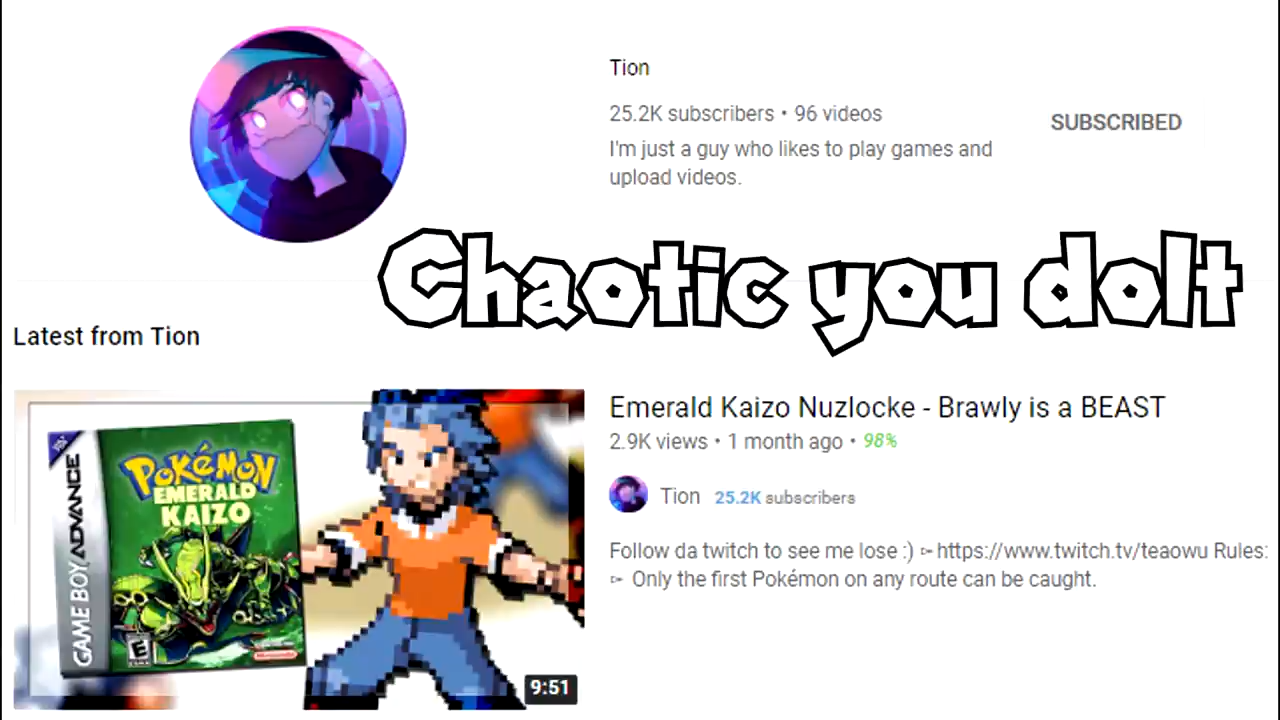 Tion
25.2K subscribers • 96 videos
SUBSCRIBED
I'm just a guy who likes to play games and
upload videos.
Chaotic you dolt
Latest from Tion
GAME BOY ADVANCE
POKéMON
EMERALD
KAIZO
E
Nintendo
9:51
Emerald Kaizo Nuzlocke - Brawly is a BEAST
2.9K views • 1 month ago • 98%
Tion 25.2K subscribers
Follow da twitch to see me lose :) ▻ https://www.twitch.tv/teaowu Rules:
▻ Only the first Pokémon on any route can be caught.